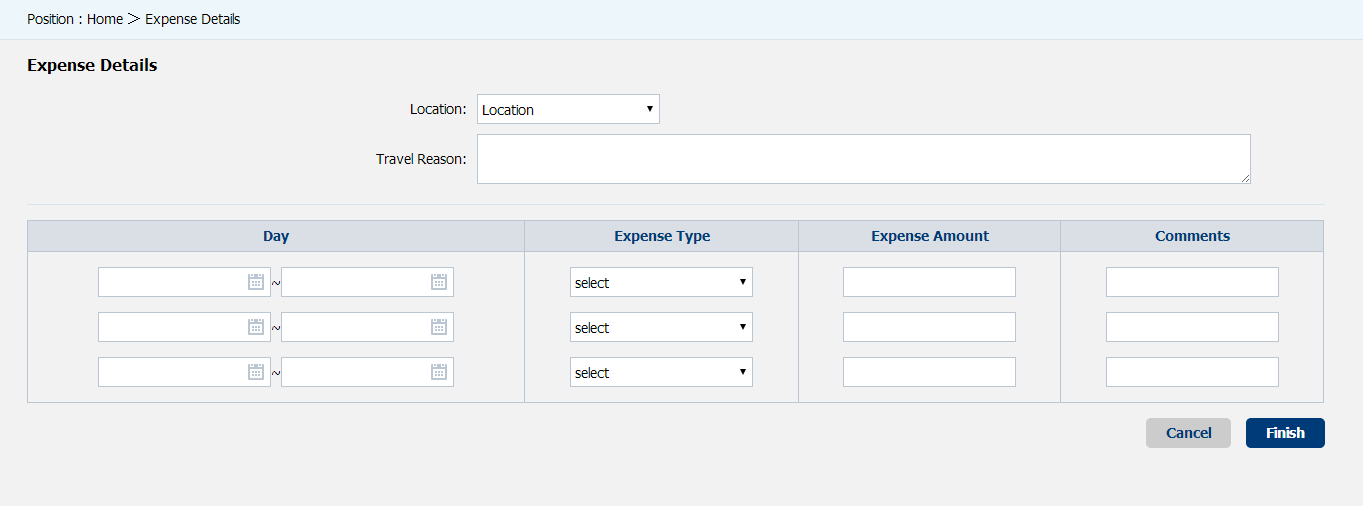 Position : Home > Expense Details
Expense Details
Location: Location
Travel Reason:
Day Expense Type Expense Amount Comments
~ select
~ select
~ select
Cancel Finish